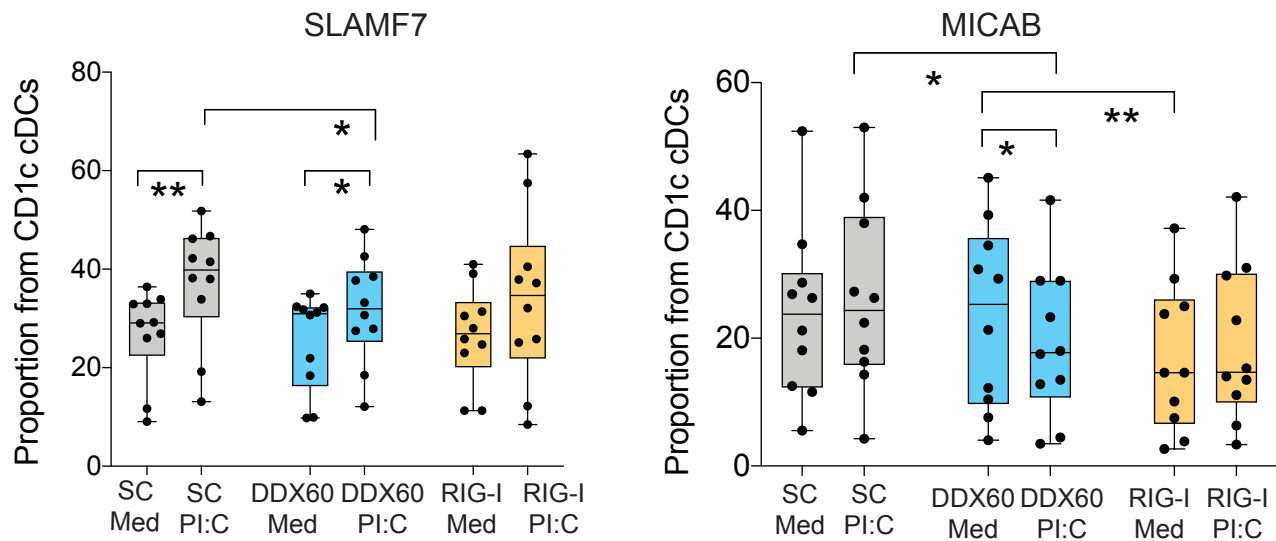 SLAMF7
Proportion from CD1c cDCs
80
60
40
20
0
*
**
*
SC
Med
SC
PI:C
DDX60
Med
DDX60
PI:C
RIG-I
Med
RIG-I
PI:C
MICAB
Proportion from CD1c cDCs
60
40
20
0
*
**
*
SC
Med
SC
PI:C
DDX60
Med
DDX60
PI:C
RIG-I
Med
RIG-I
PI:C